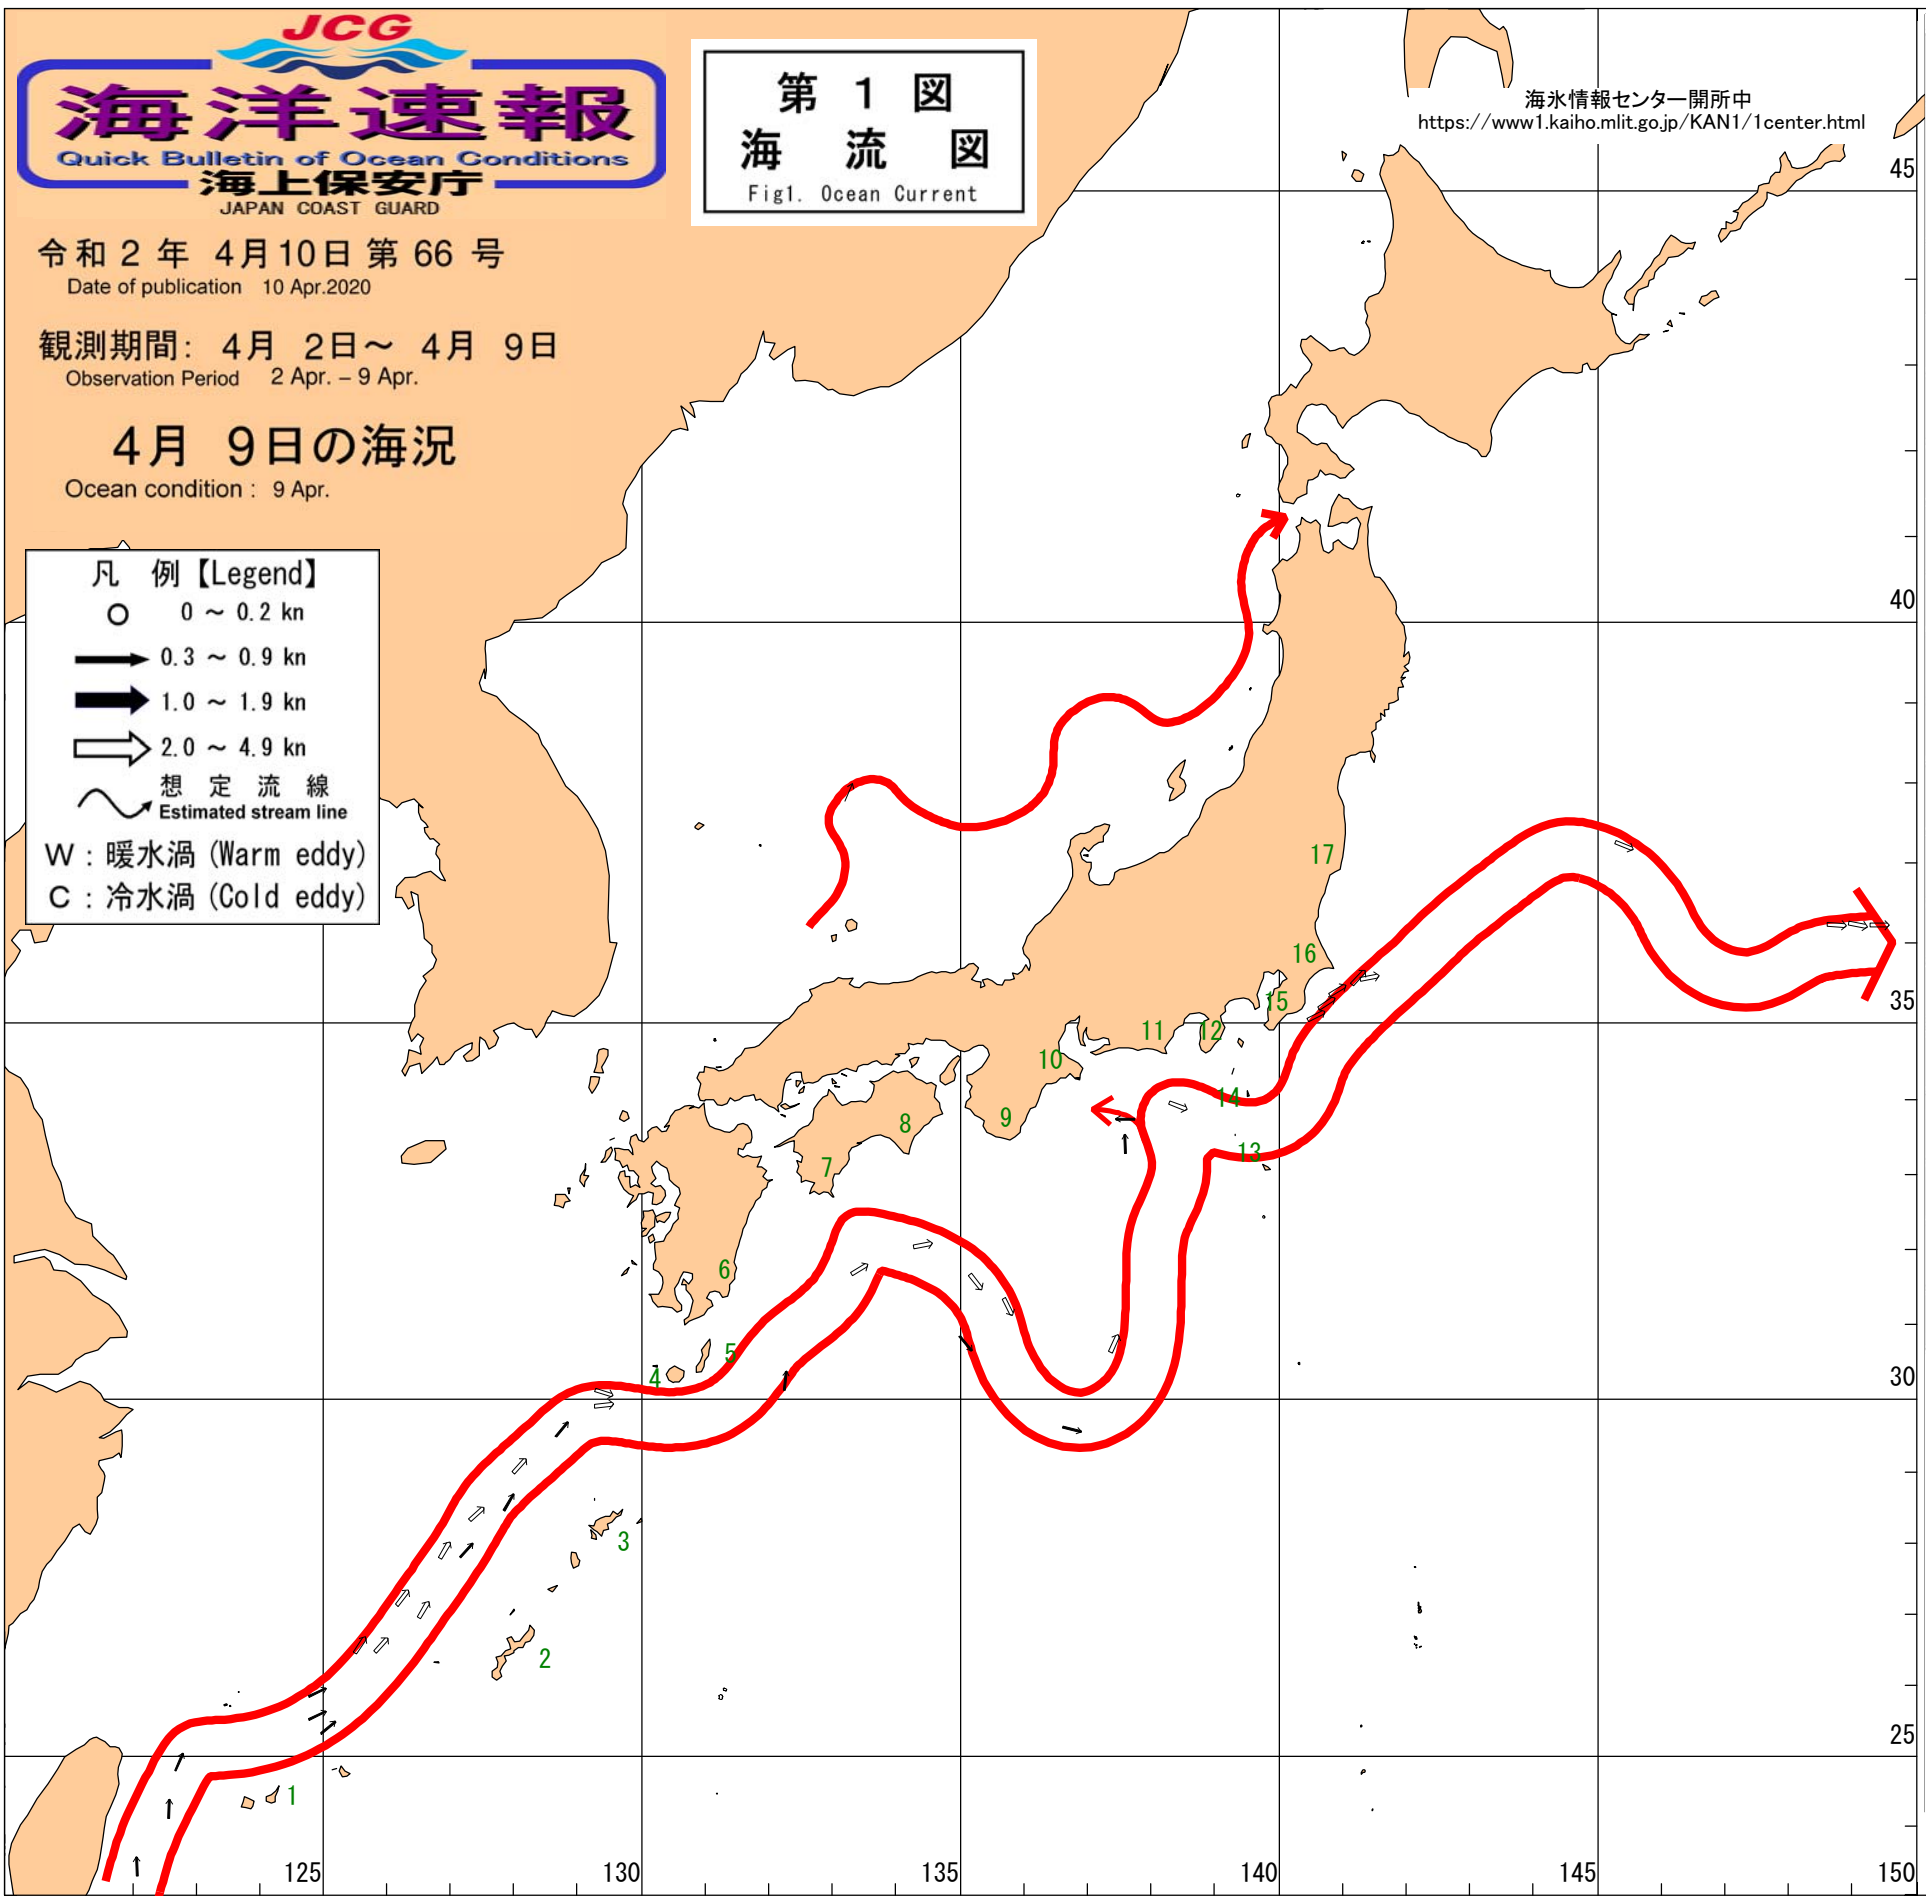 JCG
海洋速報
Quick Bulletin of Ocean Conditions
海上保安庁
JAPAN COAST GUARD
令和 2 年 4月10日 第 66 号
Date of publication 10 Apr.2020
観測期間: 4月 2日～ 4月 9日
Observation Period 2 Apr. – 9 Apr.
4月 9日の海況
Ocean condition : 9 Apr.
第 1 図
海 流 図
Fig1. Ocean Current
海氷情報センター開所中
https://www1.kaiho.mlit.go.jp/KAN1/1center.html
凡 例【Legend】
0 ～ 0.2 kn
0.3 ～ 0.9 kn
1.0 ～ 1.9 kn
2.0 ～ 4.9 kn
想 定 流 線
Estimated stream line
W : 暖水渦 (Warm eddy)
C : 冷水渦 (Cold eddy)
45
40
35
30
25
17
16
15
14
13
12
11
10
9
8
7
6
5
4
3
2
1
125
130
135
140
145
150